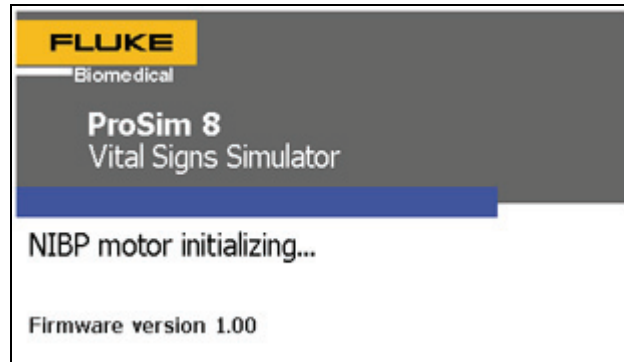 FLUKE
Biomedical
ProSim 8
Vital Signs Simulator
NIBP motor initializing...
Firmware version 1.00